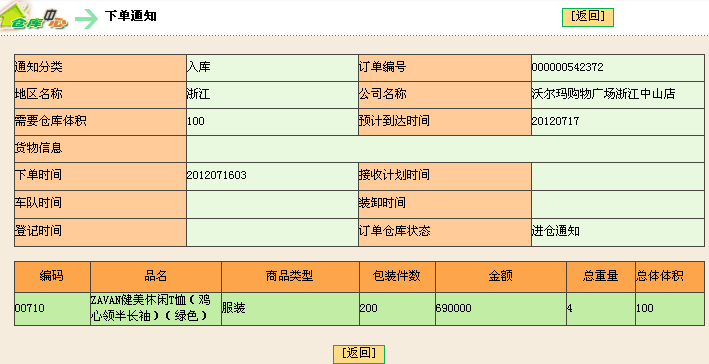 仓库中心
下单通知
[返回]
通知分类 入库 订单编号 000000542372
地区名称 浙江 公司名称 沃尔玛购物广场浙江中山店
需要仓库体积 100 预计到达时间 20120717
货物信息
下单时间 2012071603 接收计划时间
车队时间 装卸时间
登记时间 订单仓库状态 进仓通知
编码 品名 商品类型 包装件数 金额 总重量 总体体积
00710 ZAVAN健美休闲T恤（鸡心领半长袖）（绿色） 服装 200 690000 4 100
[返回]